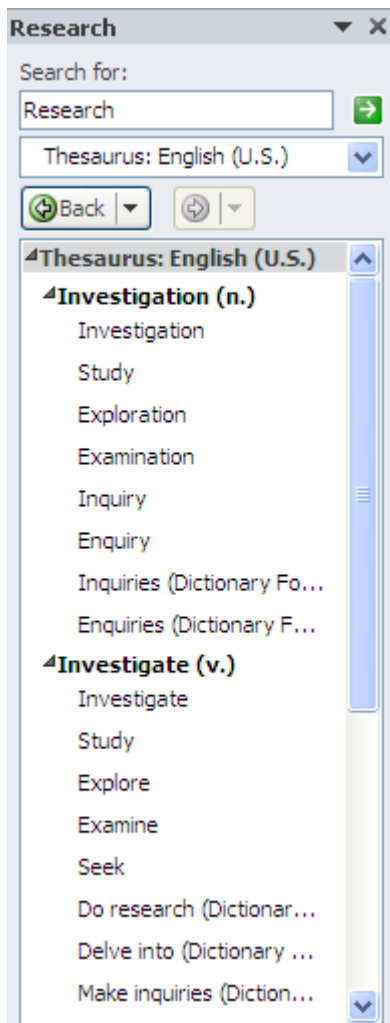 Research
Search for:
Research
Thesaurus: English (U.S.)
Back
Thesaurus: English (U.S.)
Investigation (n.)
Investigation
Study
Exploration
Examination
Inquiry
Enquiry
Inquiries (Dictionary Fo...
Enquiries (Dictionary F...
Investigate (v.)
Investigate
Study
Explore
Examine
Seek
Do research (Dictionar...
Delve into (Dictionary ...
Make inquiries (Diction...